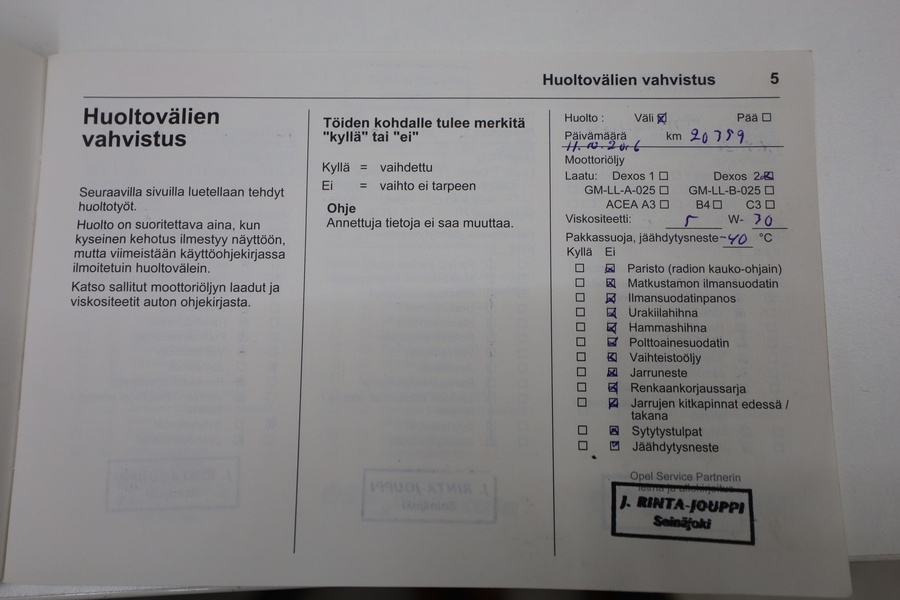 Huoltovälien vahvistus 5
Huoltovälien
vahvistus
Seuraavilla sivuilla luetellaan tehdyt
huoltotyöt.
Huolto on suoritettava aina, kun
kyseinen kehotus ilmestyy näyttöön,
mutta viimeistään käyttöohjekirjassa
ilmoitetuin huoltovälein.
Katso sallitut moottoriöljyn laadut ja
viskositeetit auton ohjekirjasta.
Töiden kohdalle tulee merkitä
"kyllä" tai "ei"
Kyllä = vaihdettu
Ei = vaihto ei tarpeen
Ohje
Annettuja tietoja ei saa muuttaa.
Huolto : Väli ☒ Pää ☐
Päivämäärä km 20759
11.10.2016
Moottoriöljy
Laatu: Dexos 1 ☐ Dexos 2 ☒
GM-LL-A-025 ☐ GM-LL-B-025 ☐
ACEA A3 ☐ B4 ☐ C3 ☐
Viskositeetti: 5 W- 30
Pakkassuoja, jäähdytysneste -40 °C
Kyllä Ei
☐ ☒ Paristo (radion kauko-ohjain)
☐ ☒ Matkustamon ilmansuodatin
☐ ☒ Ilmansuodatinpanos
☐ ☒ Urakiilahihna
☐ ☒ Hammashihna
☐ ☒ Polttoainesuodatin
☐ ☒ Vaihteistoöljy
☐ ☒ Jarruneste
☐ ☒ Renkaankorjaussarja
☐ ☒ Jarrujen kitkapinnat edessä /
takana
☐ ☒ Sytytystulpat
☐ ☒ Jäähdytysneste
Opel Service Partnerin
J. RINTA-JOUPPI
Seinäjoki